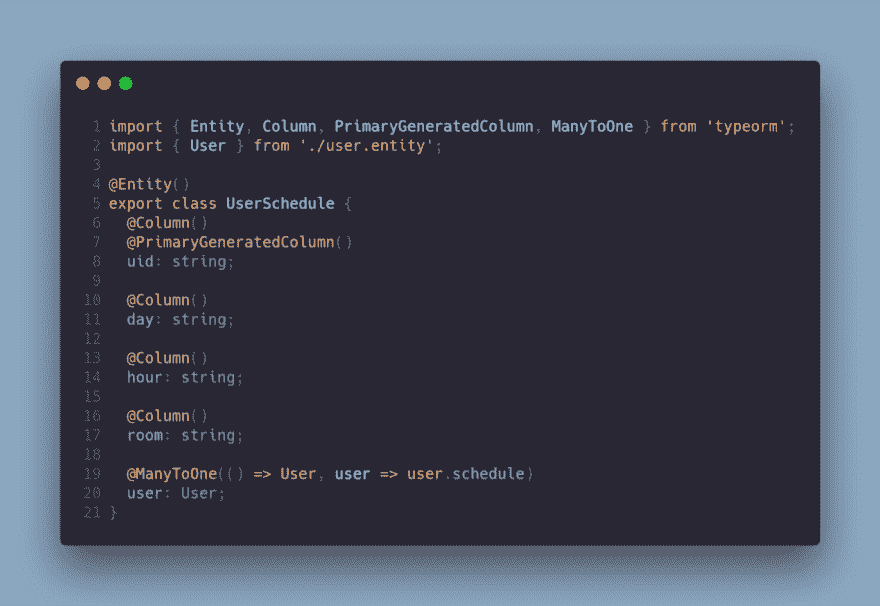 1 import { Entity, Column, PrimaryGeneratedColumn, ManyToOne } from 'typeorm';
2 import { User } from './user.entity';
3
4 @Entity()
5 export class UserSchedule {
6   @Column()
7   @PrimaryGeneratedColumn()
8   uid: string;
9
10   @Column()
11   day: string;
12
13   @Column()
14   hour: string;
15
16   @Column()
17   room: string;
18
19   @ManyToOne(() => User, user => user.schedule)
20   user: User;
21 }